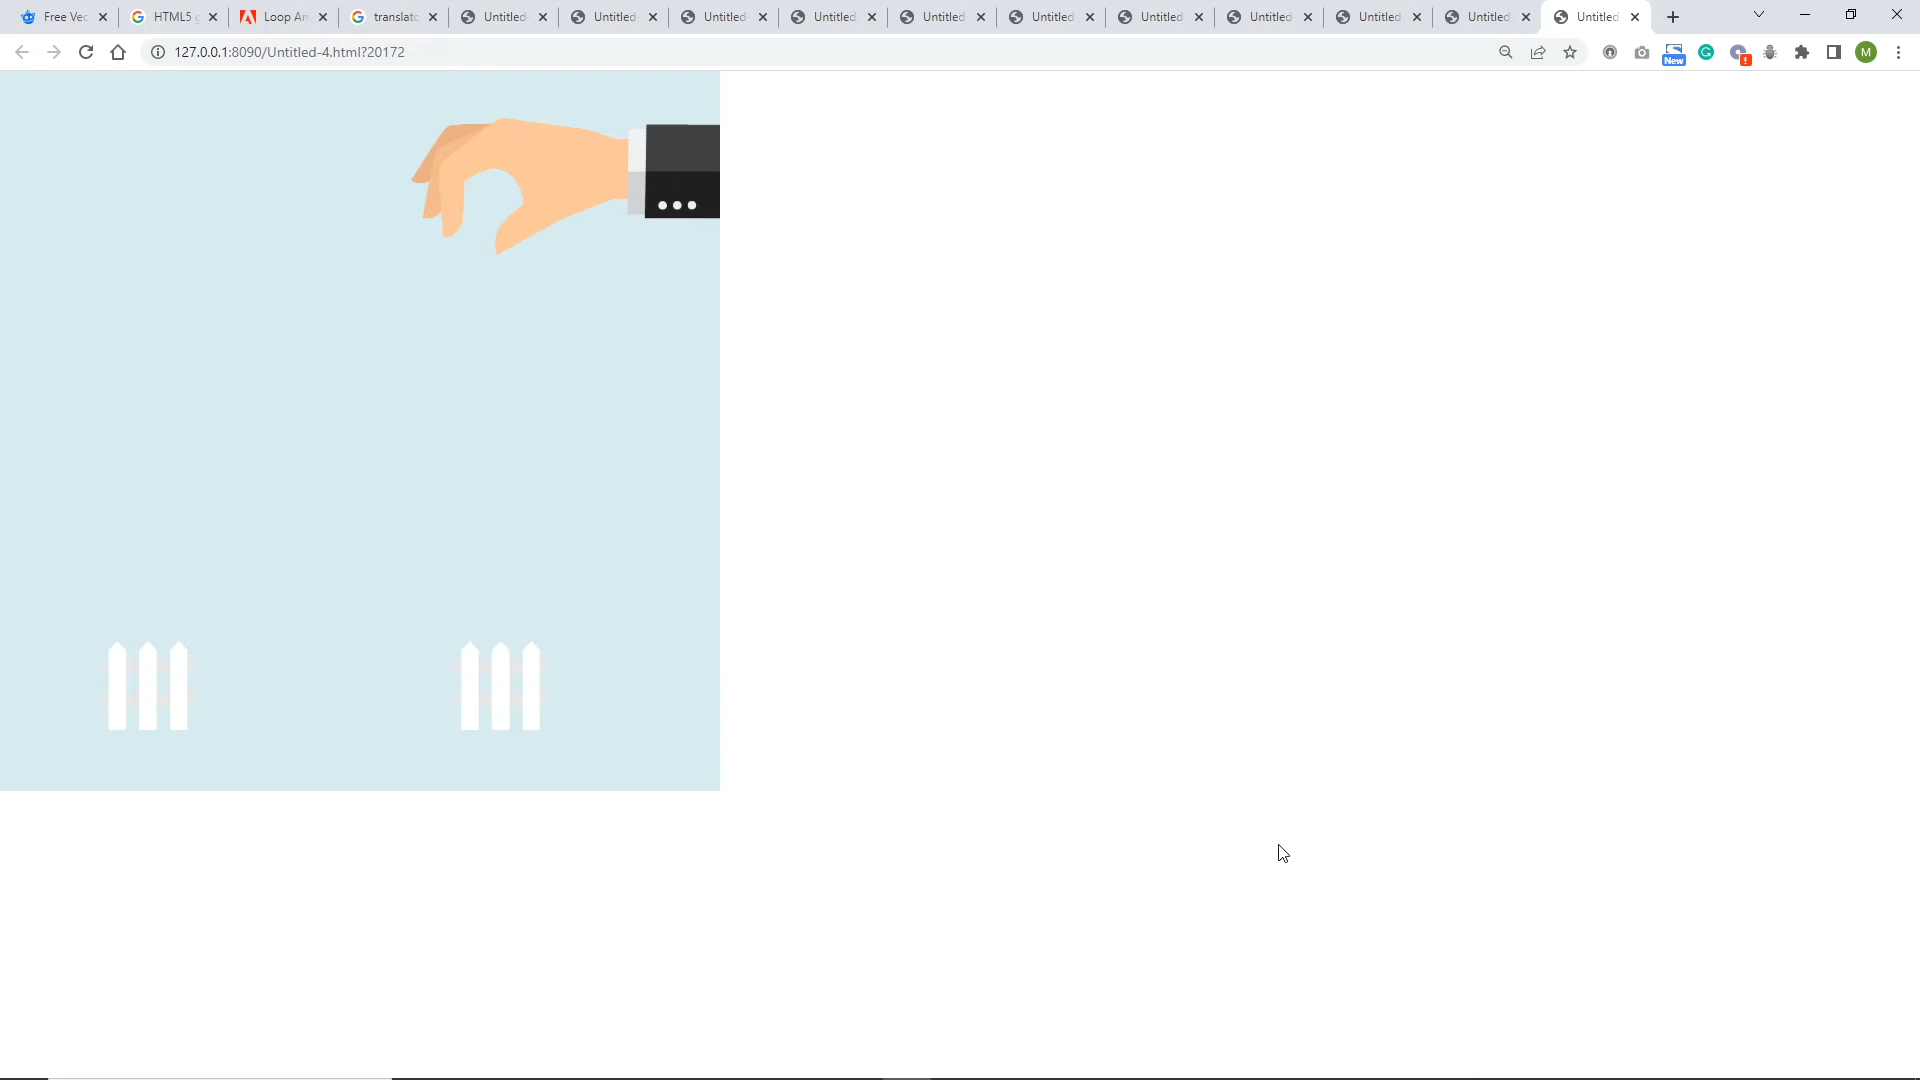 Free Vec
HTML5 g
Loop An
translato
Untitled-
Untitled-
Untitled-
Untitled-
Untitled-
Untitled-
Untitled-
Untitled-
Untitled-
Untitled-
Untitled-
127.0.0.1:8090/Untitled-4.html?20172
New
M